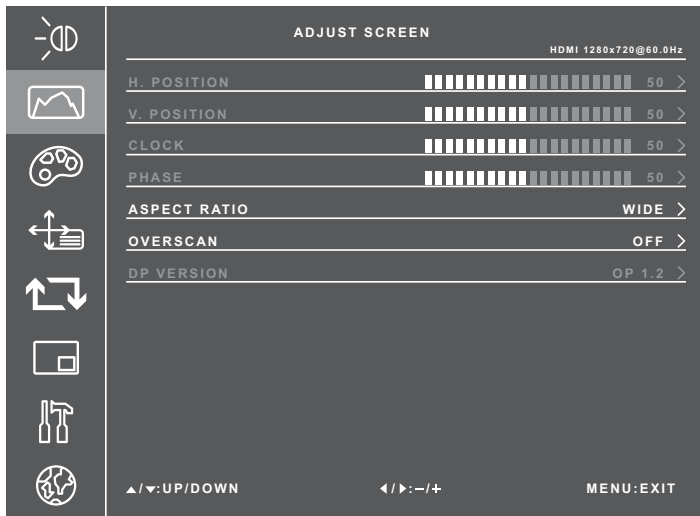 ADJUST SCREEN
HDMI 1280x720@60.0Hz
H. POSITION 50
V. POSITION 50
CLOCK 50
PHASE 50
ASPECT RATIO WIDE
OVERSCAN OFF
DP VERSION OP 1.2
▲/▼:UP/DOWN ◀/▶:−/+ MENU:EXIT